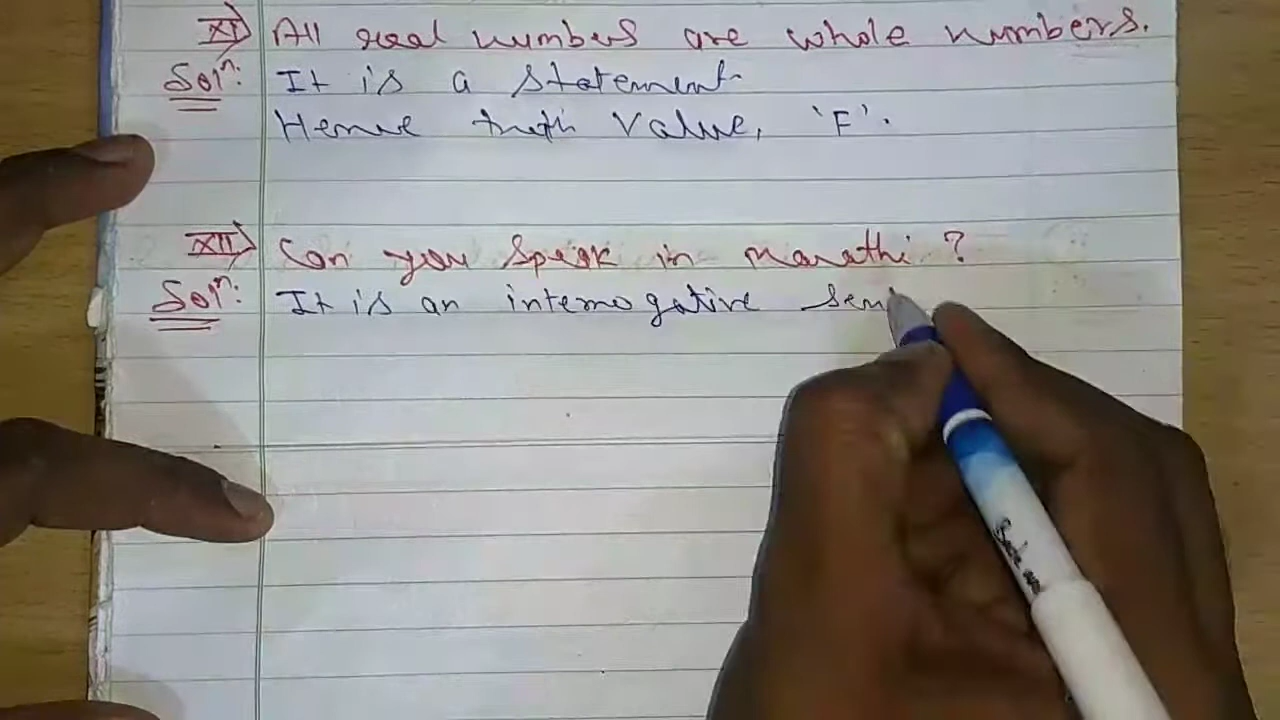 XI) All real numbers are whole numbers.
Solⁿ: It is a statement
Hence truth value, 'F'.
XII) Can you speak in marathi ?
Solⁿ: It is an interrogative sen